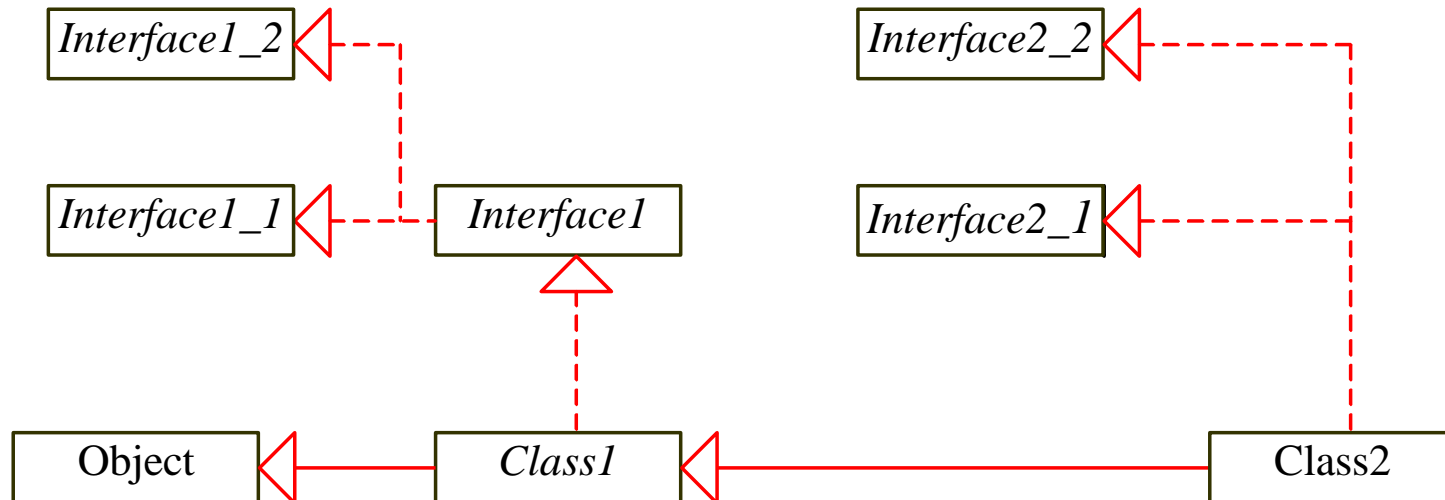 Interface1_2
Interface2_2
Interface1_1
Interface1
Interface2_1
Object
Class1
Class2